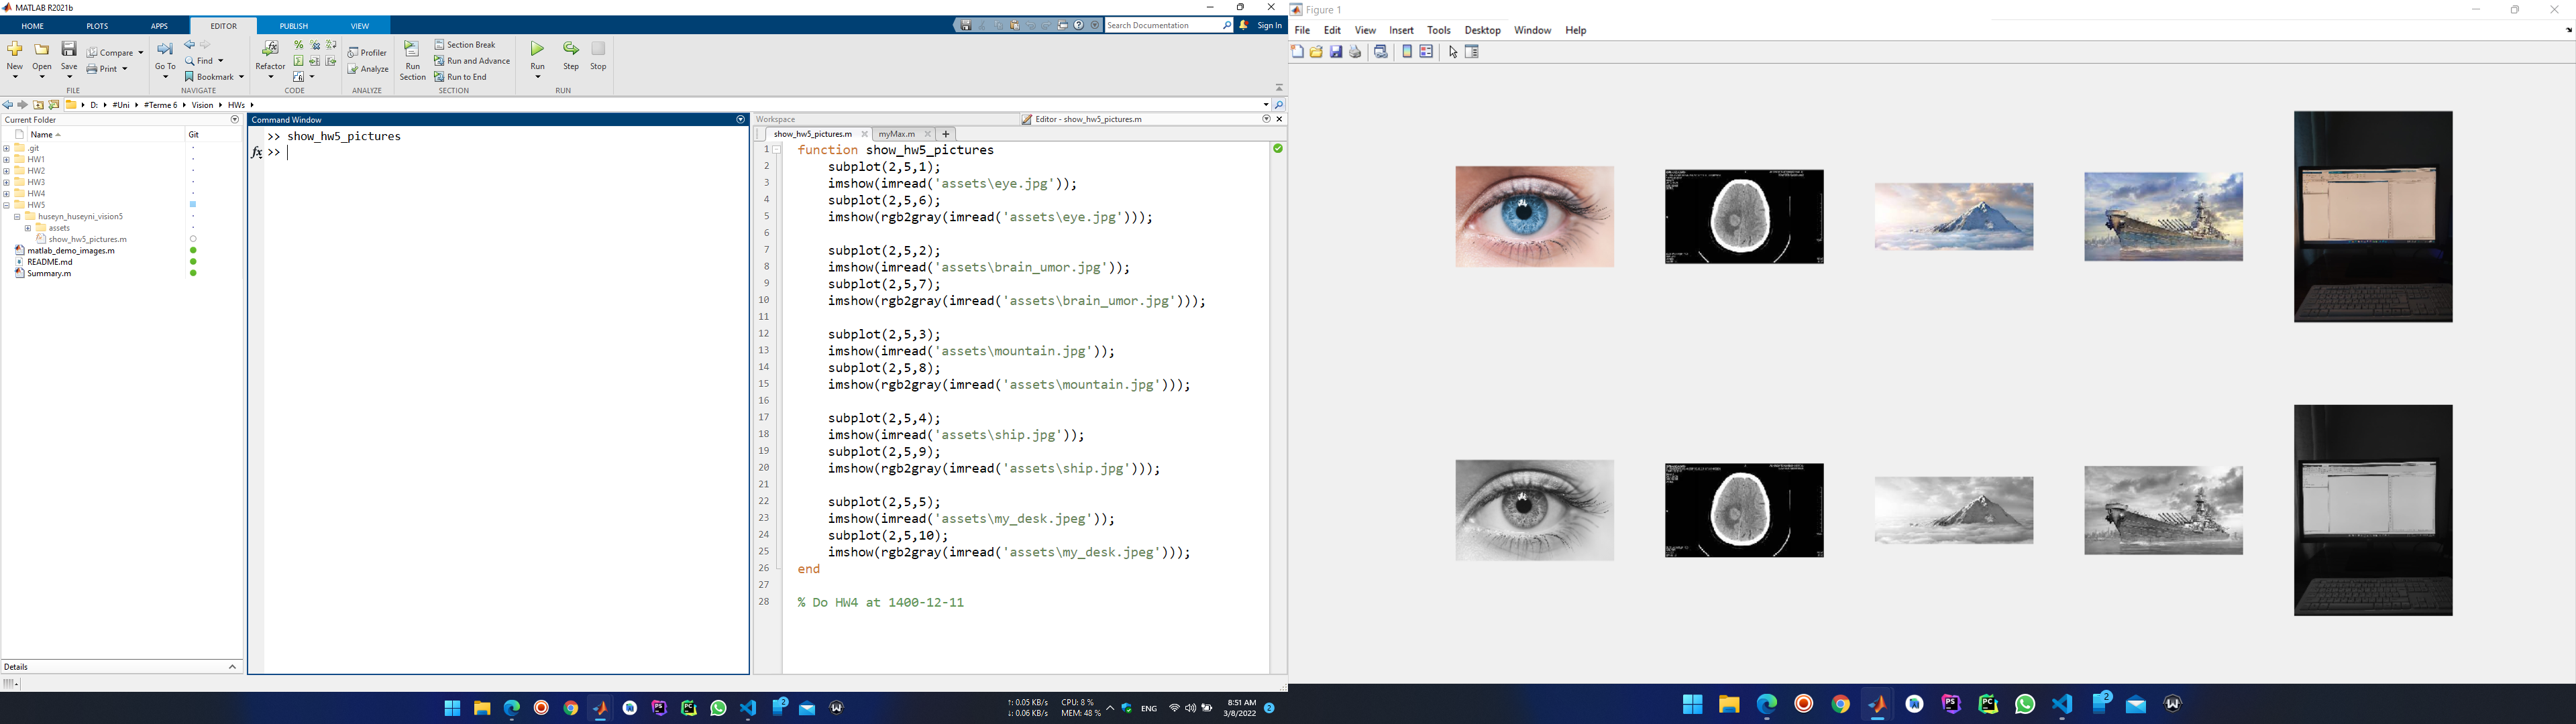 MATLAB R2021b
HOME PLOTS APPS EDITOR PUBLISH VIEW
Search Documentation Sign In
New Open Save Compare Print
Go To Find Bookmark
Refactor
Profiler Analyze
Run Section Section Break Run and Advance Run to End
Run Step Stop
FILE NAVIGATE CODE ANALYZE SECTION RUN
D: #Uni #Terme 6 Vision HWs
Current Folder
Name Git
.git
HW1
HW2
HW3
HW4
HW5
huseyn_huseyni_vision5
assets
show_hw5_pictures.m
matlab_demo_images.m
README.md
Summary.m
Details
Command Window
>> show_hw5_pictures
fx >>
Workspace
Editor - show_hw5_pictures.m
show_hw5_pictures.m myMax.m
1 function show_hw5_pictures
2 subplot(2,5,1);
3 imshow(imread('assets\eye.jpg'));
4 subplot(2,5,6);
5 imshow(rgb2gray(imread('assets\eye.jpg')));
6
7 subplot(2,5,2);
8 imshow(imread('assets\brain_umor.jpg'));
9 subplot(2,5,7);
10 imshow(rgb2gray(imread('assets\brain_umor.jpg')));
11
12 subplot(2,5,3);
13 imshow(imread('assets\mountain.jpg'));
14 subplot(2,5,8);
15 imshow(rgb2gray(imread('assets\mountain.jpg')));
16
17 subplot(2,5,4);
18 imshow(imread('assets\ship.jpg'));
19 subplot(2,5,9);
20 imshow(rgb2gray(imread('assets\ship.jpg')));
21
22 subplot(2,5,5);
23 imshow(imread('assets\my_desk.jpeg'));
24 subplot(2,5,10);
25 imshow(rgb2gray(imread('assets\my_desk.jpeg')));
26 end
27
28 % Do HW4 at 1400-12-11
↑: 0.05 KB/s CPU: 8 %
↓: 0.06 KB/s MEM: 48 %
ENG
8:51 AM
3/8/2022
2
Figure 1
File Edit View Insert Tools Desktop Window Help